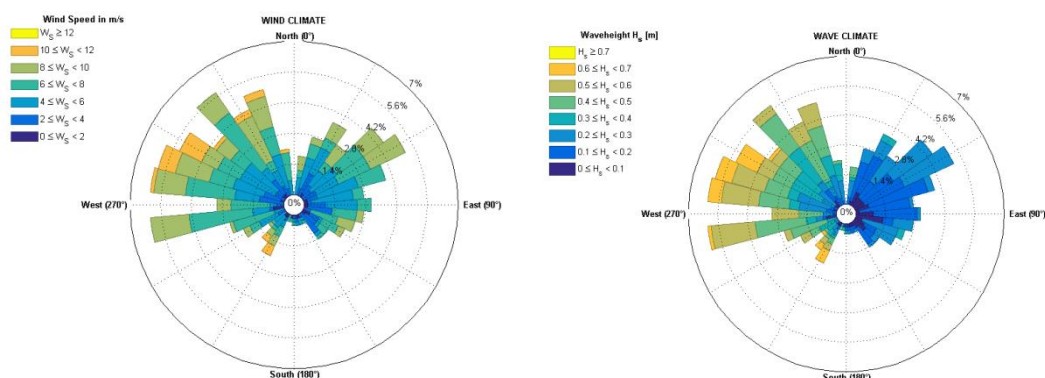 Wind Speed in m/s
W_S ≥ 12
10 ≤ W_S < 12
8 ≤ W_S < 10
6 ≤ W_S < 8
4 ≤ W_S < 6
2 ≤ W_S < 4
0 ≤ W_S < 2
WIND CLIMATE
North (0°)
7%
5.6%
4.2%
2.8%
1.4%
0%
West (270°)
East (90°)
South (180°)
Waveheight H_s [m]
H_s ≥ 0.7
0.6 ≤ H_s < 0.7
0.5 ≤ H_s < 0.6
0.4 ≤ H_s < 0.5
0.3 ≤ H_s < 0.4
0.2 ≤ H_s < 0.3
0.1 ≤ H_s < 0.2
0 ≤ H_s < 0.1
WAVE CLIMATE
North (0°)
7%
5.6%
4.2%
2.8%
1.4%
0%
West (270°)
East (90°)
South (180°)